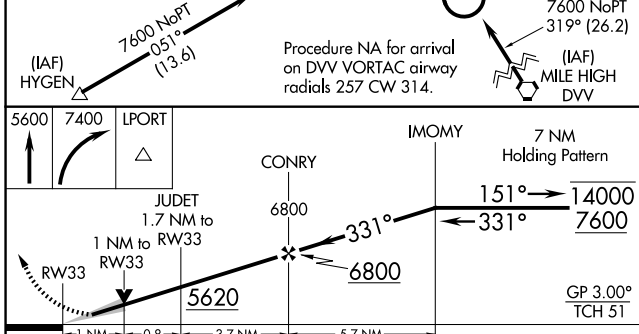 7600 NoPT
051°
(13.6)
(IAF)
HYGEN
Procedure NA for arrival
on DVV VORTAC airway
radials 257 CW 314.
7600 NoPT
319° (26.2)
(IAF)
MILE HIGH
DVV
5600
7400
LPORT
IMOMY
7 NM
Holding Pattern
CONRY
6800
JUDET
1.7 NM to
RW33
1 NM to
RW33
RW33
5620
331°
6800
151°
331°
14000
7600
GP 3.00°
TCH 51
1 NM
0.8
3.7 NM
5.7 NM